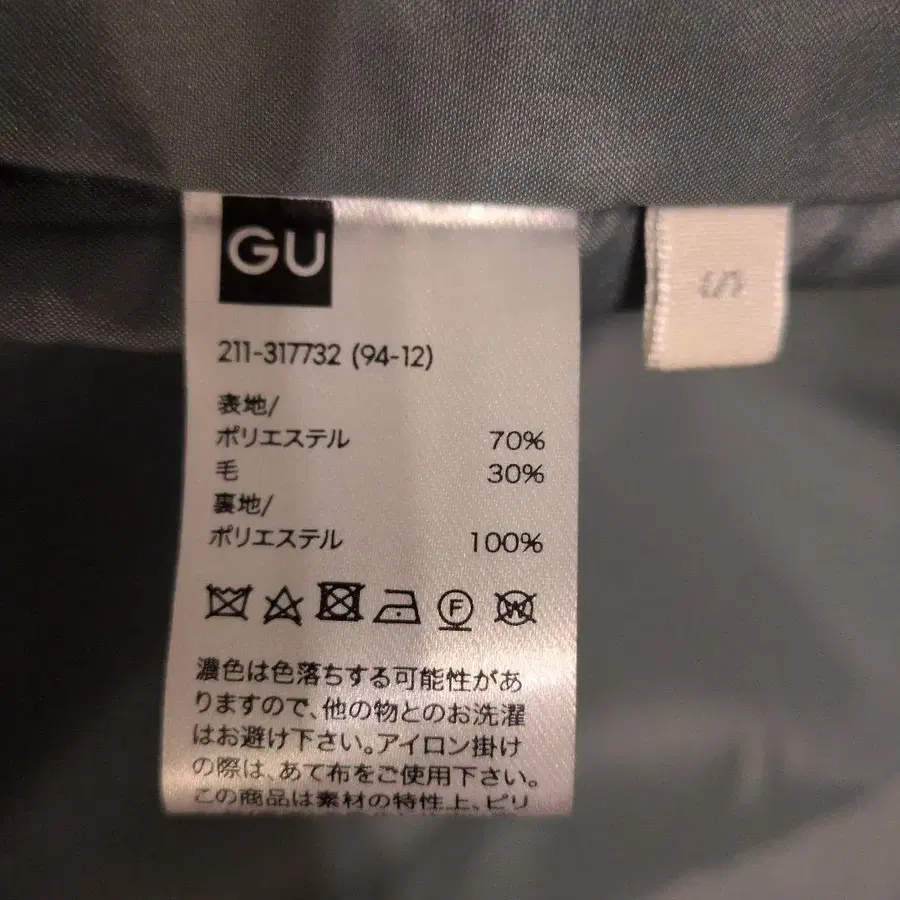 GU
211-317732 (94-12)
表地/
ポリエステル 70%
毛 30%
裏地/
ポリエステル 100%
F
W
濃色は色落ちする可能性があ
りますので、他の物とのお洗濯
はお避け下さい。アイロン掛け
の際は、あて布をご使用下さい。
この商品は素材の特性上、ピリ